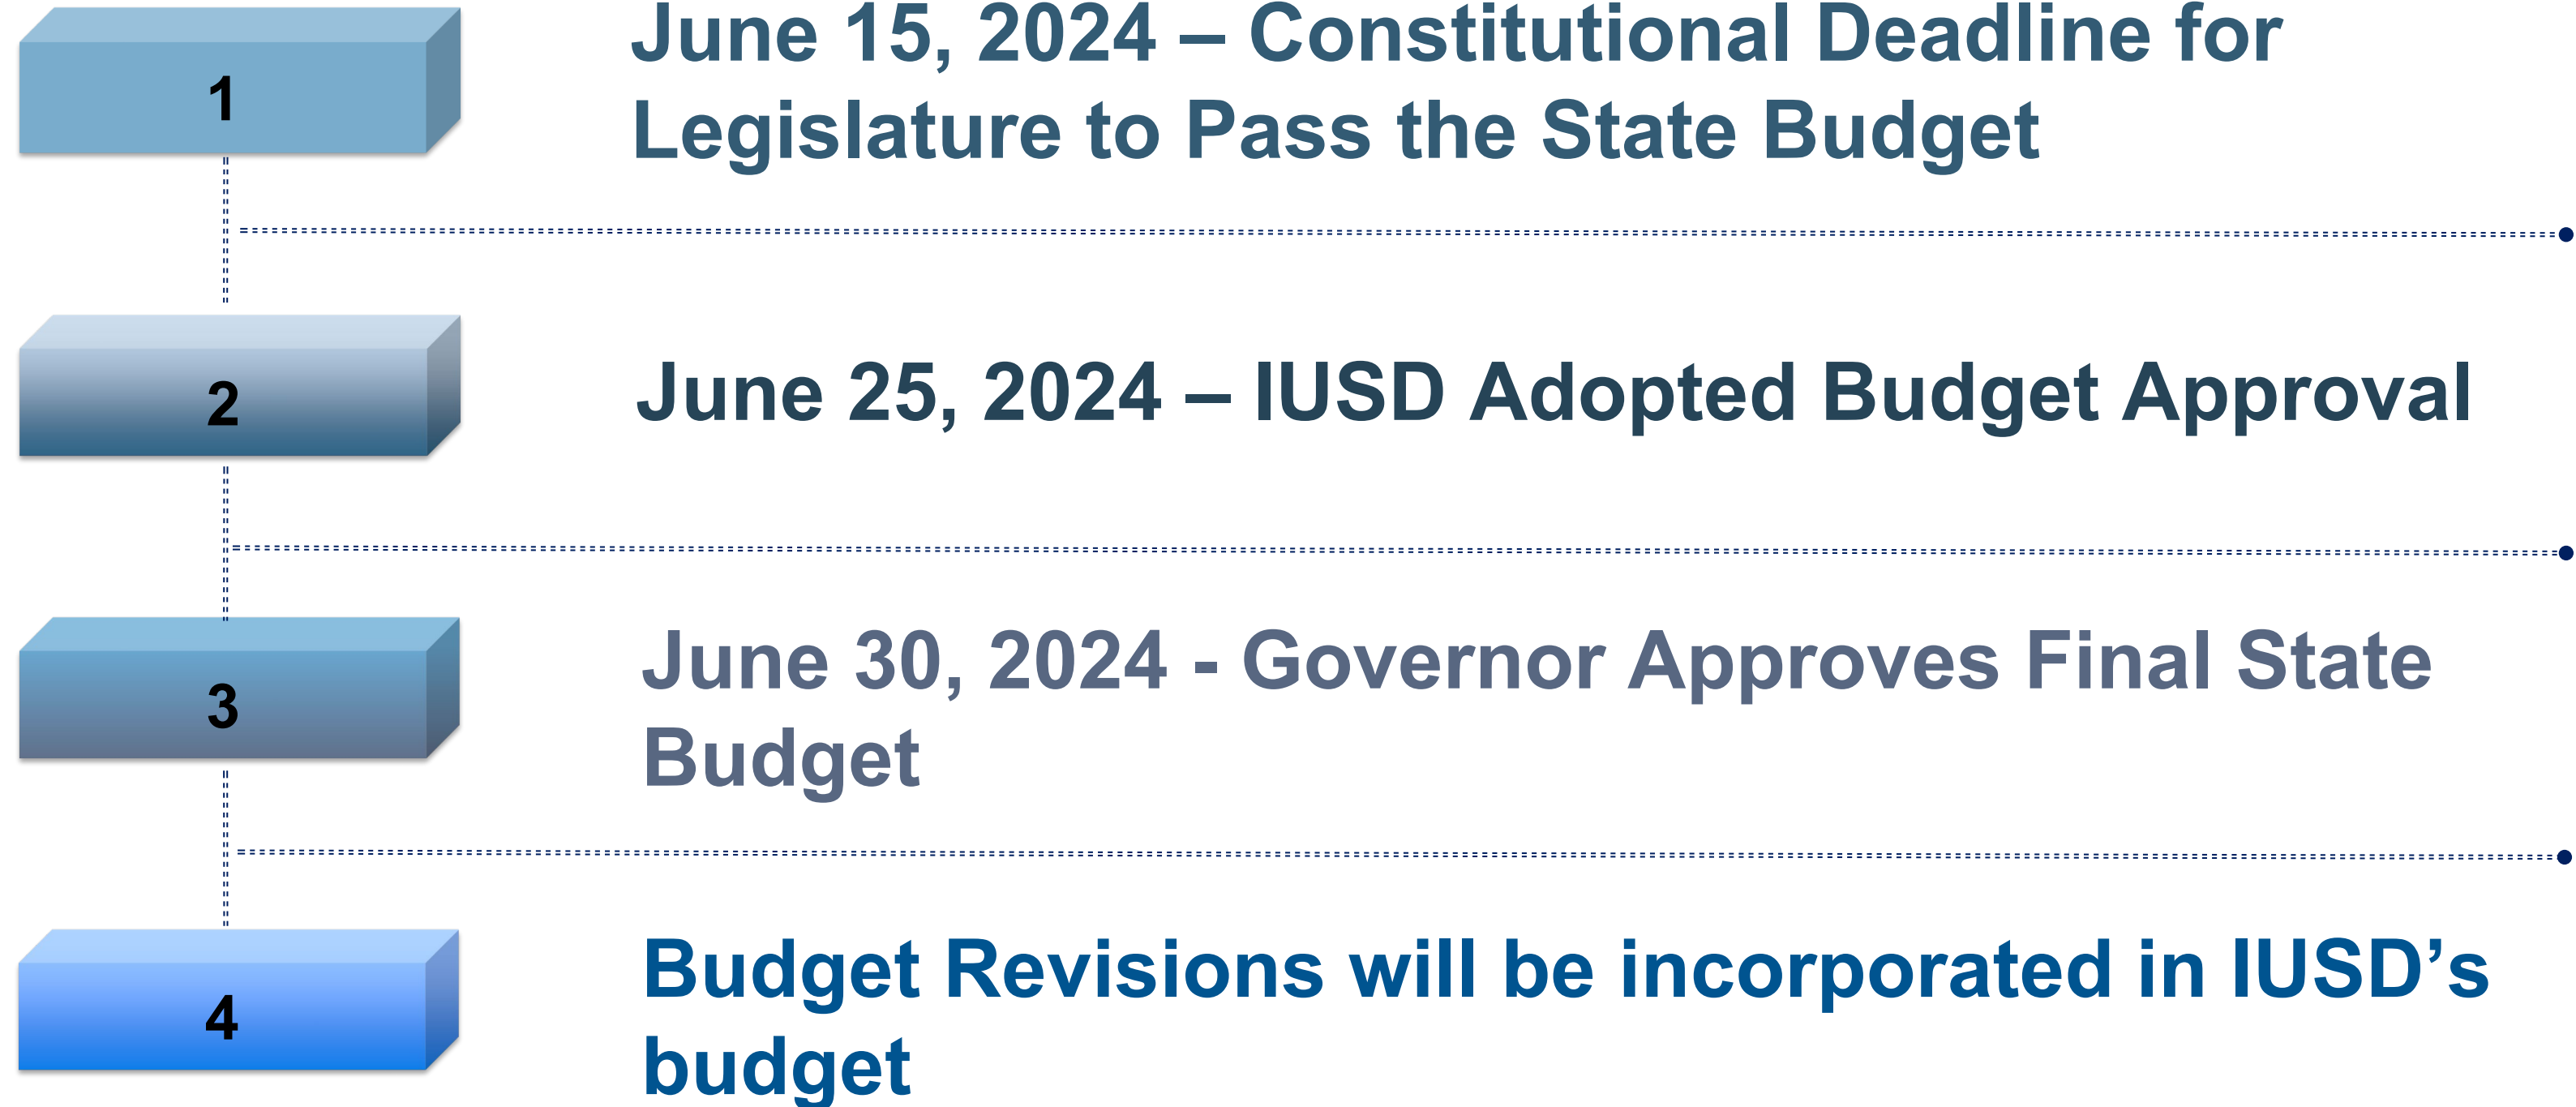 1
June 15, 2024 – Constitutional Deadline for
Legislature to Pass the State Budget
2
June 25, 2024 – IUSD Adopted Budget Approval
3
June 30, 2024 - Governor Approves Final State
Budget
4
Budget Revisions will be incorporated in IUSD’s
budget